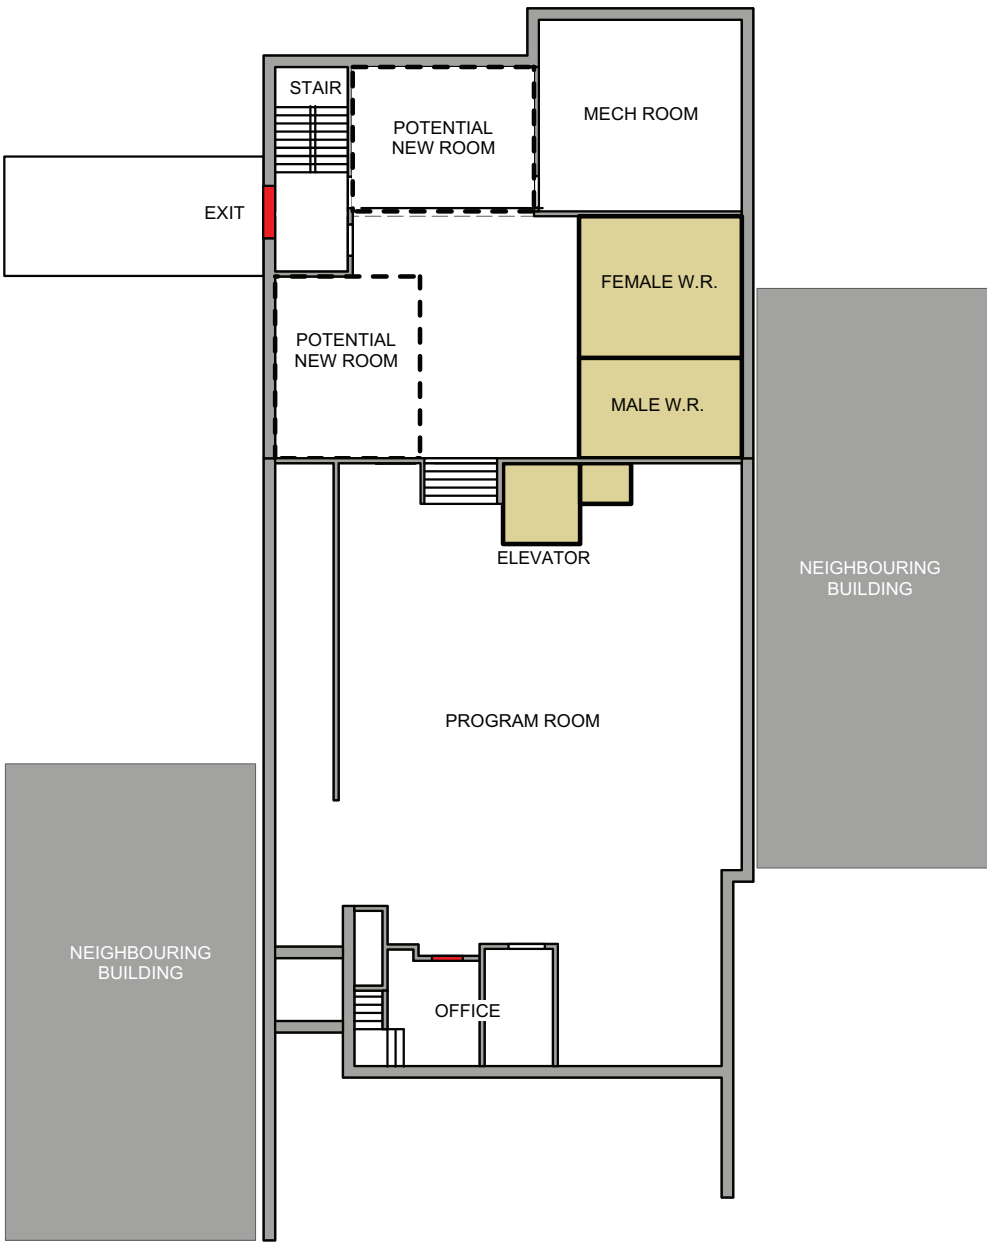 STAIR
POTENTIAL
NEW ROOM
MECH ROOM
EXIT
FEMALE W.R.
POTENTIAL
NEW ROOM
MALE W.R.
ELEVATOR
NEIGHBOURING
BUILDING
PROGRAM ROOM
NEIGHBOURING
BUILDING
OFFICE